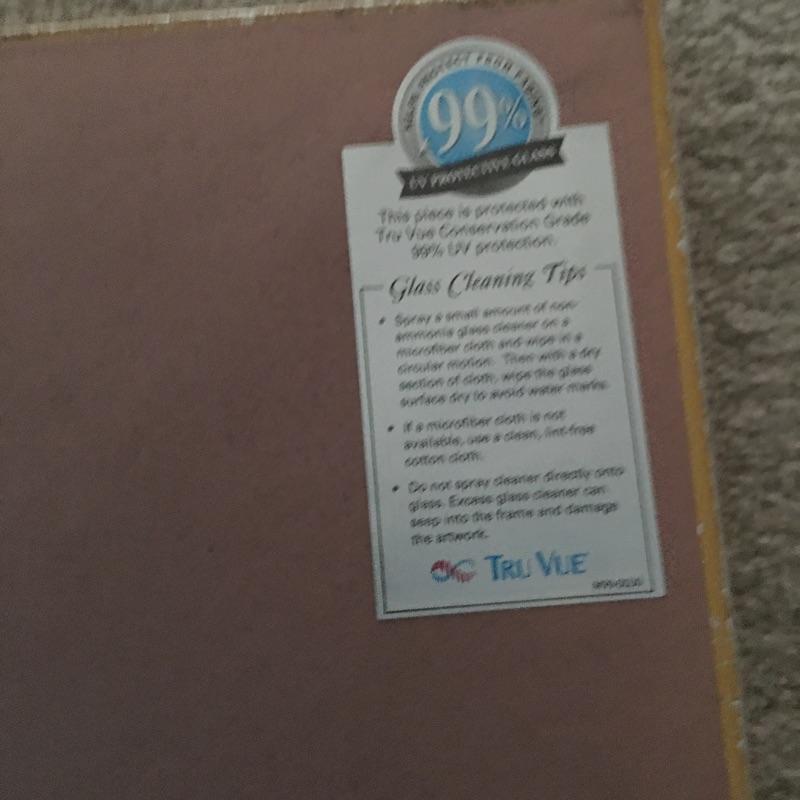 HELPS PROTECT FROM FADING
99%
UV PROTECTIVE GLASS
This piece is protected with
Tru Vue Conservation Grade
99% UV protection.
Glass Cleaning Tips
• Spray a small amount of non-
ammonia glass cleaner on a
microfiber cloth and wipe in a
circular motion. Then with a dry
section of cloth, wipe the glass
surface dry to avoid water marks.
• If a microfiber cloth is not
available, use a clean, lint-free
cotton cloth.
• Do not spray cleaner directly onto
glass. Excess glass cleaner can
seep into the frame and damage
the artwork.
TRU VUE